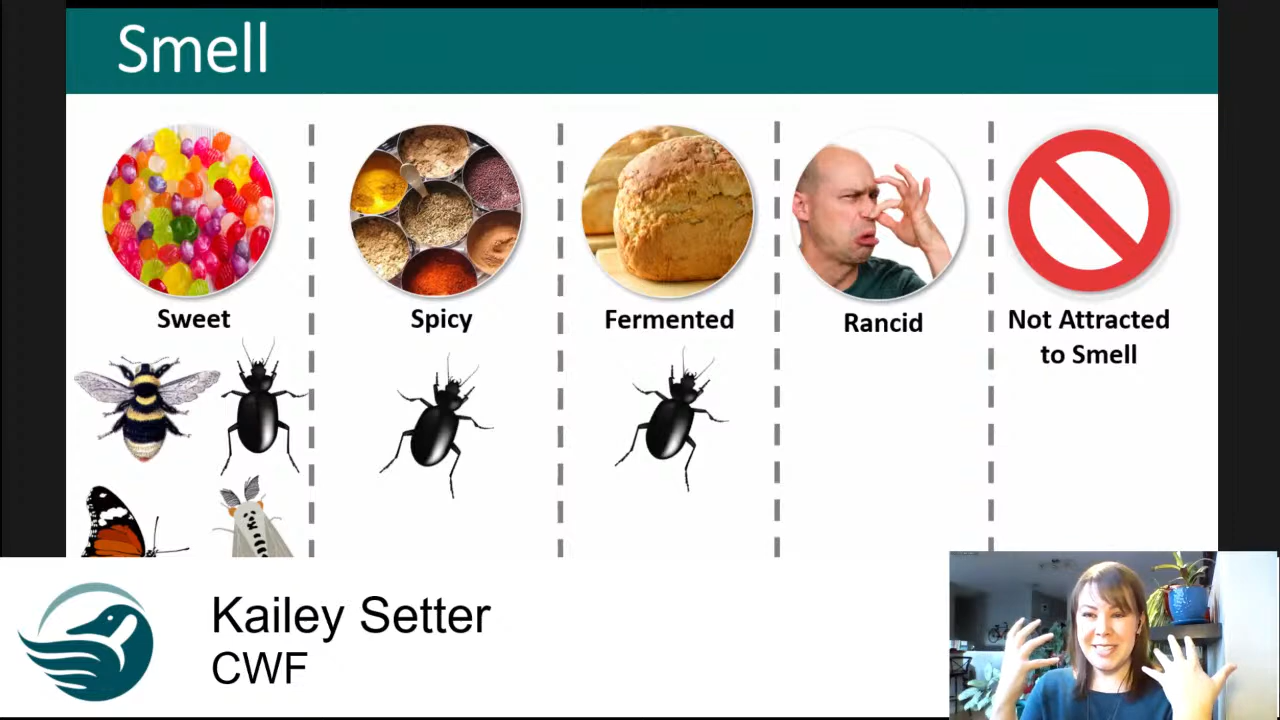 Smell
Sweet
Spicy
Fermented
Rancid
Not Attracted
to Smell
Kailey Setter
CWF